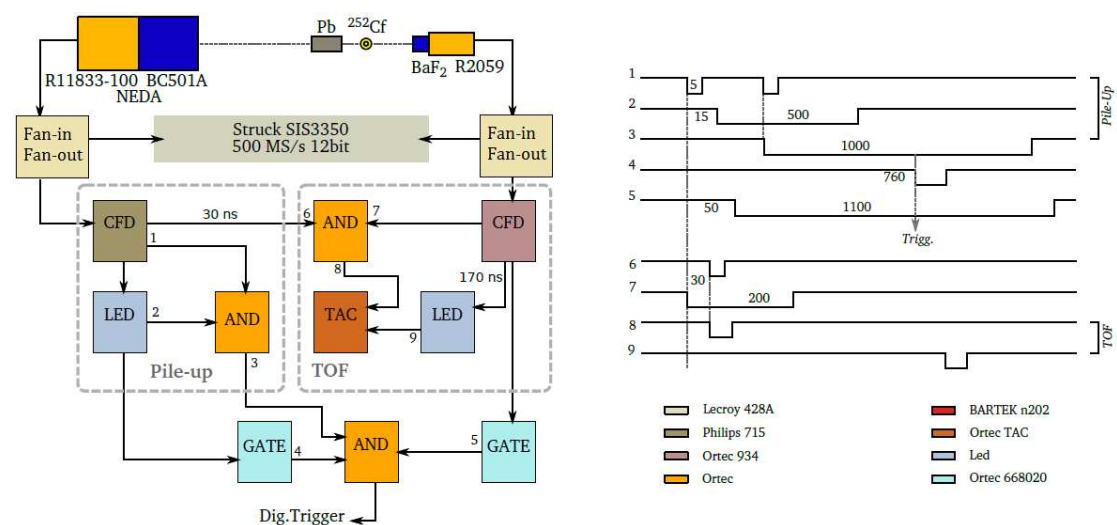 Pb
²⁵²Cf
R11833-100 BC501A
NEDA
BaF₂ R2059
Fan-in
Fan-out
Struck SIS3350
500 MS/s 12bit
Fan-in
Fan-out
CFD
30 ns
6
AND
7
CFD
1
8
170 ns
LED
2
AND
TAC
9
LED
3
Pile-up
TOF
GATE
4
AND
5
GATE
Dig.Trigger
1
5
2
15
500
3
1000
4
760
5
50
1100
Pile-Up
Trigg.
6
30
7
200
8
9
TOF
Lecroy 428A
BARTEK n202
Philips 715
Ortec TAC
Ortec 934
Led
Ortec
Ortec 668020